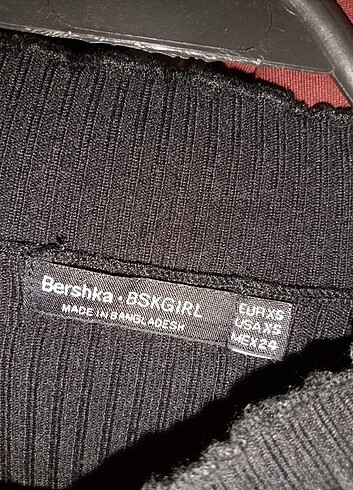 Bershka · BSKGIRL
MADE IN BANGLADESH
EUR XS
USA XS
MEX 24